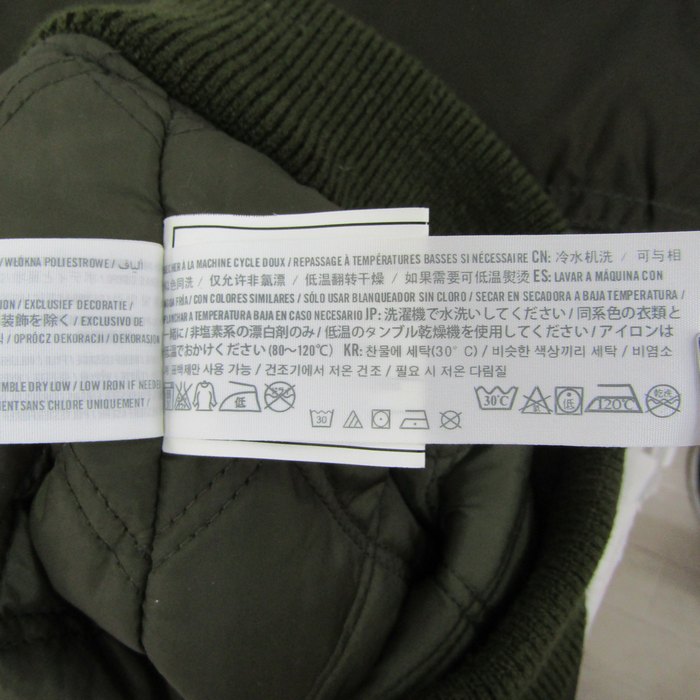 / WŁÓKNA POLIESTROWE /
ION / EXCLUSIEF DECORATIE /
装飾を除く / EXCLUSIVO DE
/ OPRÓCZ DEKORACJI / DEKORASYON
MBLE DRY LOW / LOW IRON IF NEEDED
MENT SANS CHLORE UNIQUEMENT /
CHER À LA MACHINE CYCLE DOUX / REPASSAGE À TEMPÉRATURES BASSES SI NÉCESSAIRE CN: 冷水机洗 / 可与相
色同洗 / 仅允许非氯漂 / 低温翻转干燥 / 如果需要可低温熨烫 ES: LAVAR A MÁQUINA CON
AGUA FRÍA / CON COLORES SIMILARES / SÓLO USAR BLANQUEADOR SIN CLORO / SECAR EN SECADORA A BAJA TEMPERATURA /
PLANCHAR A TEMPERATURA BAJA EN CASO NECESARIO JP: 洗濯機で水洗いしてください / 同系色の衣類と
一緒に / 非塩素系の漂白剤のみ / 低温のタンブル乾燥機を使用してください / アイロンは
温でおかけください (80～120℃) KR: 찬물에 세탁(30°C) / 비슷한 색상끼리 세탁 / 비염소
표백제만 사용 가능 / 건조기에서 저온 건조 / 필요 시 저온 다림질
低
30
30℃
低
120℃
乾洗